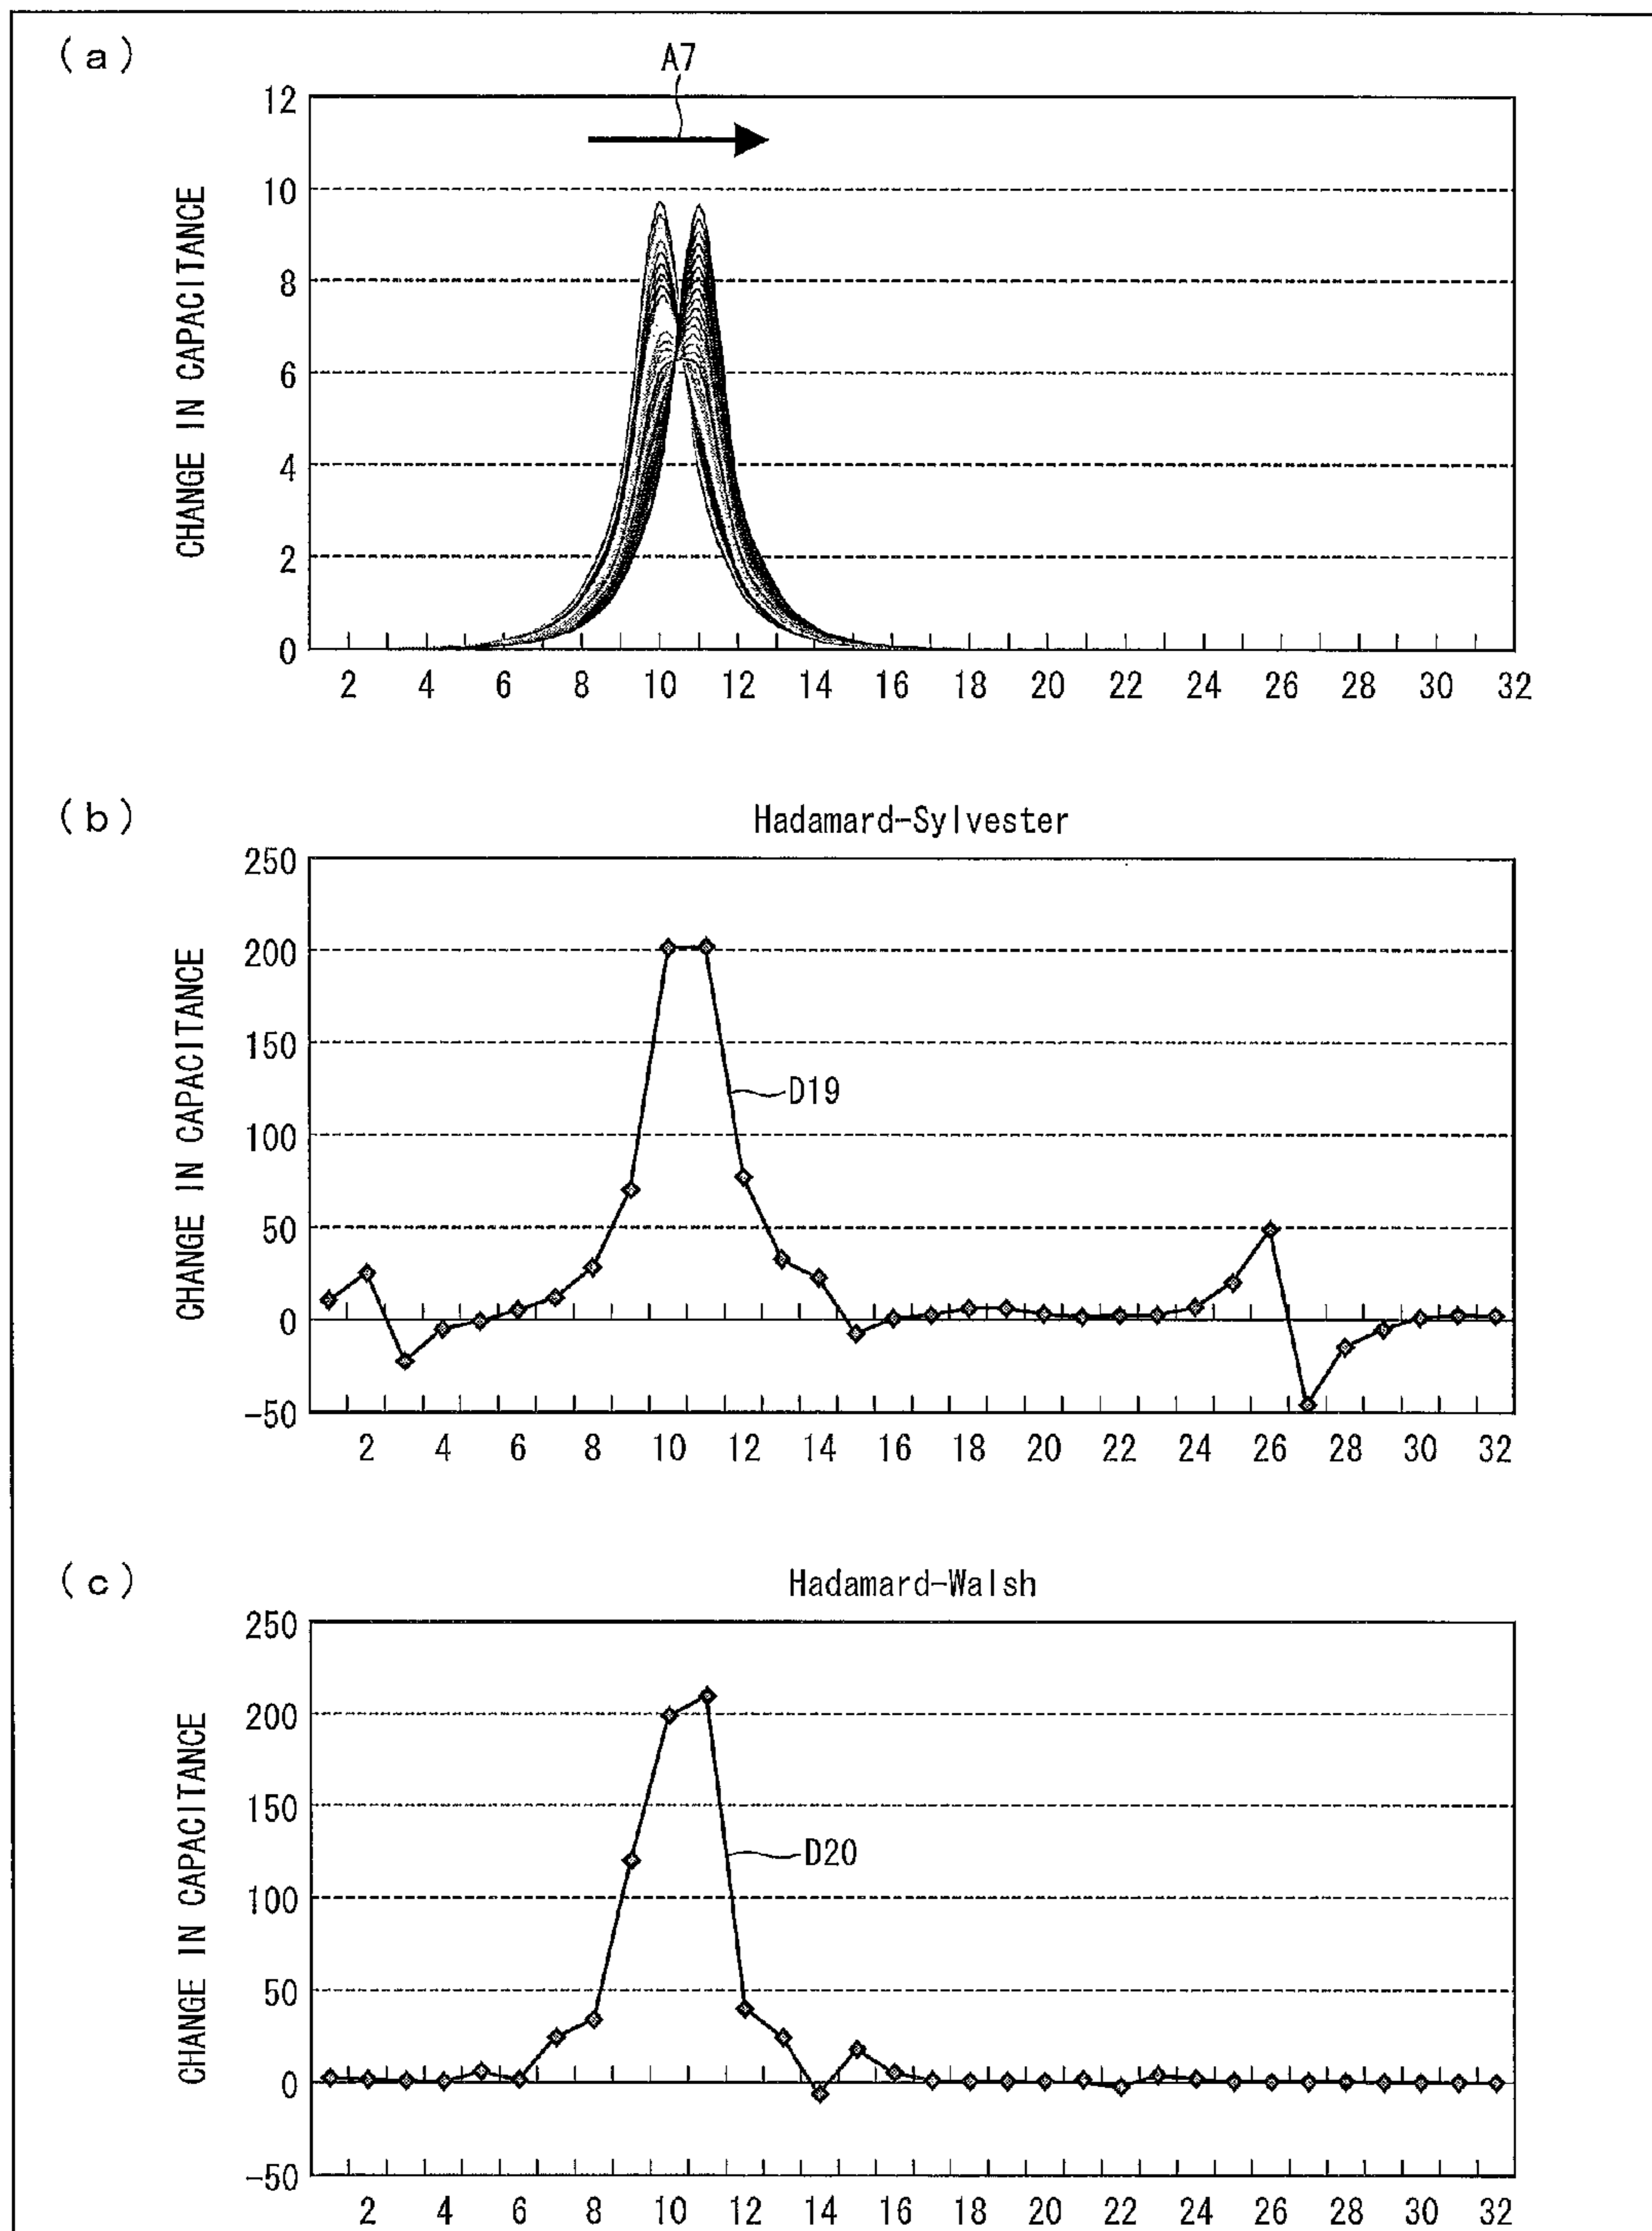 (a)
A7
12
10
8
6
4
2
0
CHANGE IN CAPACITANCE
2 4 6 8 10 12 14 16 18 20 22 24 26 28 30 32
(b)
Hadamard-Sylvester
250
200
150
100
50
0
-50
CHANGE IN CAPACITANCE
D19
2 4 6 8 10 12 14 16 18 20 22 24 26 28 30 32
(c)
Hadamard-Walsh
250
200
150
100
50
0
-50
CHANGE IN CAPACITANCE
D20
2 4 6 8 10 12 14 16 18 20 22 24 26 28 30 32